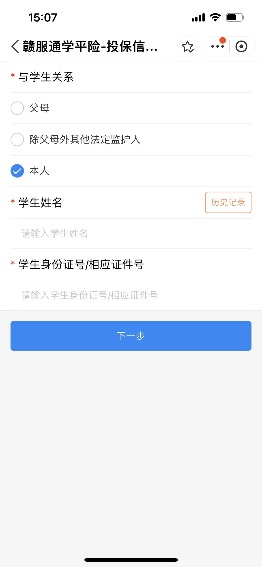 15:07
赣服通学平险-投保信...
* 与学生关系
父母
除父母外其他法定监护人
本人
* 学生姓名
历史记录
请输入学生姓名
* 学生身份证号/相应证件号
请输入学生身份证号/相应证件号
下一步